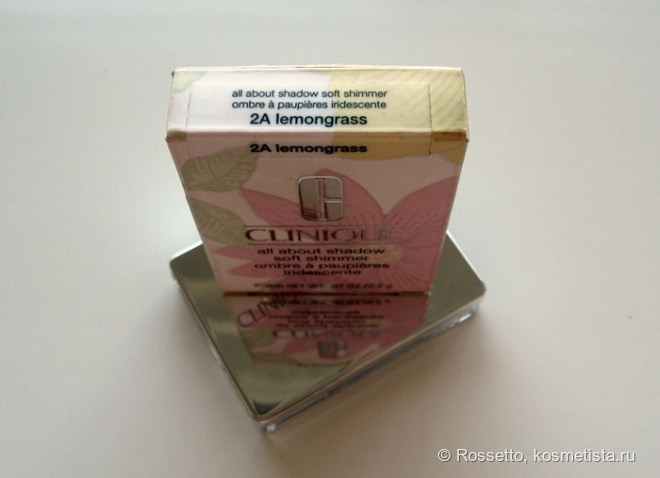 all about shadow soft shimmer
ombre à paupières iridescente
2A lemongrass
2A lemongrass
CLINIQUE
all about shadow
soft shimmer
ombre à paupières
iridescente
CLINIQUE
© Rossetto, kosmetista.ru